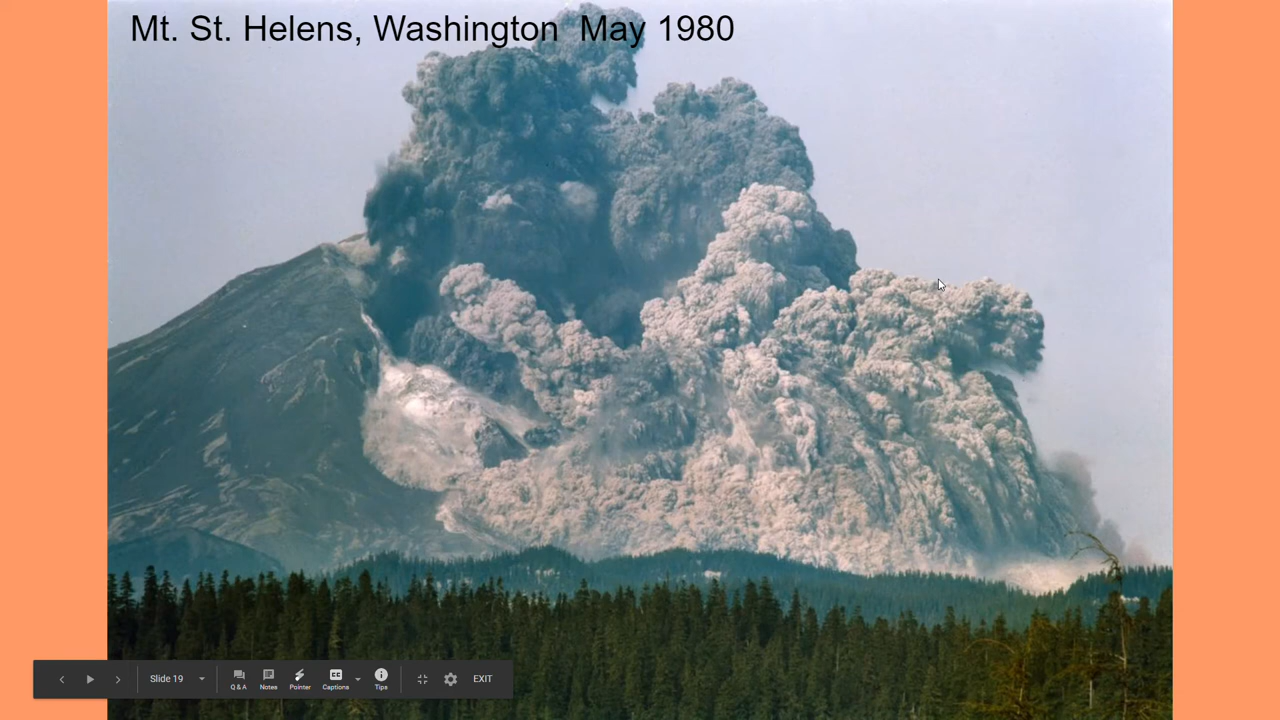 Mt. St. Helens, Washington  May 1980
Slide 19
Q & A
Notes
Pointer
Captions
Tips
EXIT